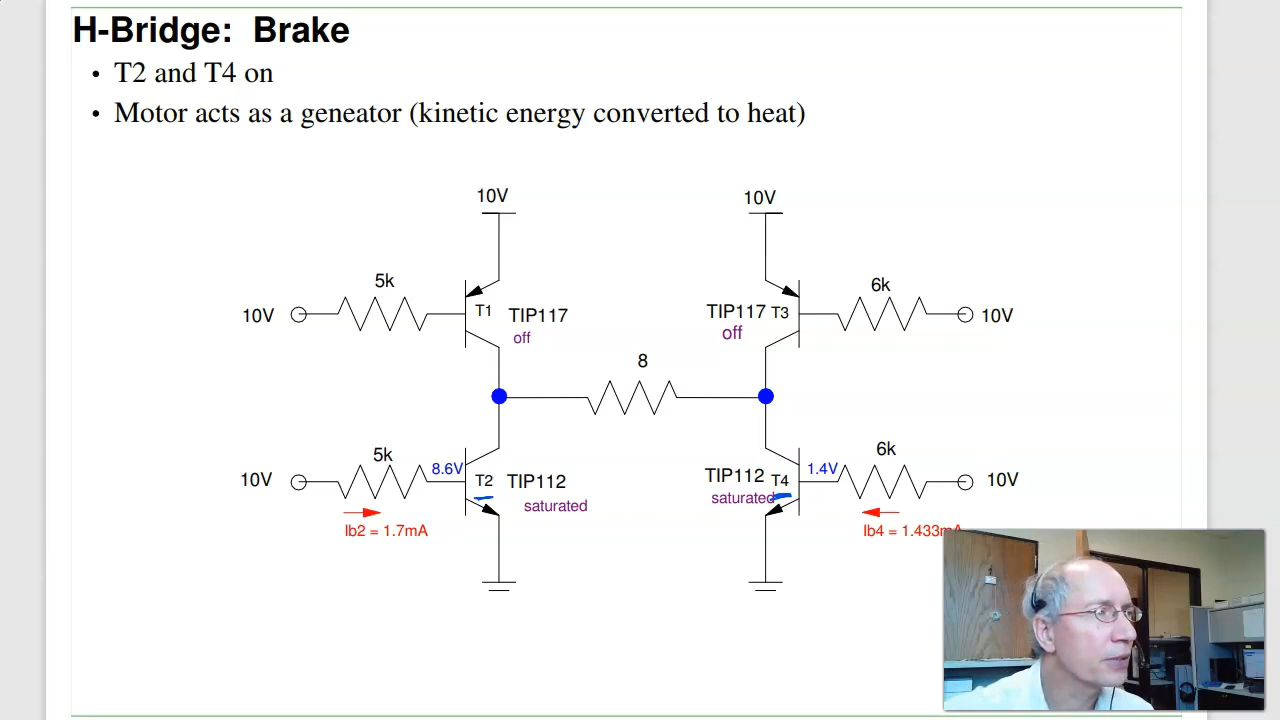 H-Bridge: Brake
• T2 and T4 on
• Motor acts as a geneator (kinetic energy converted to heat)
10V
10V
5k
6k
10V
T1
TIP117
TIP117
T3
10V
off
off
8
5k
6k
8.6V
1.4V
10V
T2
TIP112
TIP112
T4
10V
saturated
saturated
Ib2 = 1.7mA
Ib4 = 1.433mA